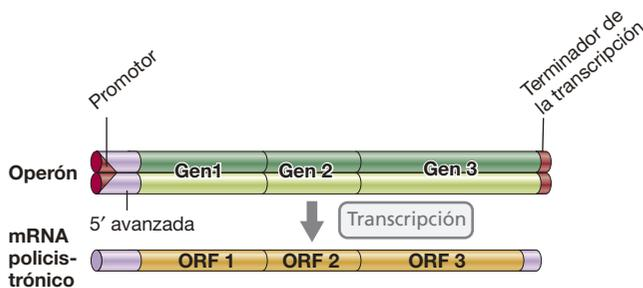 Promotor
Terminador de
la transcripción
Operón
Gen1
Gen 2
Gen 3
5′ avanzada
Transcripción
mRNA
policis-
trónico
ORF 1
ORF 2
ORF 3